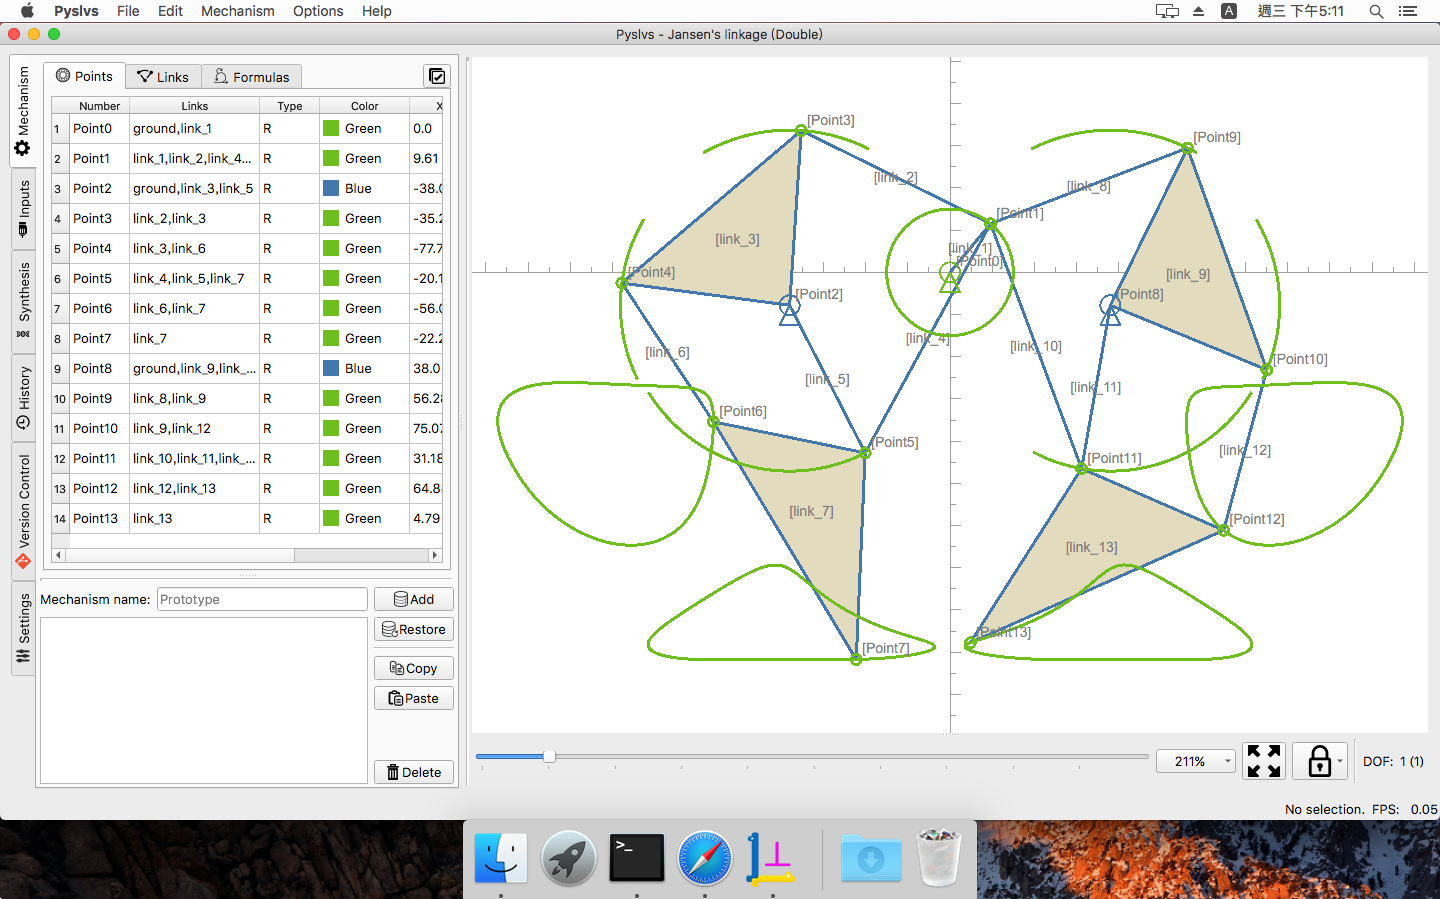 Pyslvs File Edit Mechanism Options Help
A 週三 下午5:11
Pyslvs - Jansen's linkage (Double)
Mechanism
Inputs
Synthesis
History
Version Control
Settings
Points Links Formulas
Number Links Type Color X
1 Point0 ground,link_1 R Green 0.0
2 Point1 link_1,link_2,link_4... R Green 9.61
3 Point2 ground,link_3,link_5 R Blue -38.0
4 Point3 link_2,link_3 R Green -35.2
5 Point4 link_3,link_6 R Green -77.7
6 Point5 link_4,link_5,link_7 R Green -20.1
7 Point6 link_6,link_7 R Green -56.0
8 Point7 link_7 R Green -22.2
9 Point8 ground,link_9,link_... R Blue 38.0
10 Point9 link_8,link_9 R Green 56.28
11 Point10 link_9,link_12 R Green 75.07
12 Point11 link_10,link_11,link_... R Green 31.18
13 Point12 link_12,link_13 R Green 64.8
14 Point13 link_13 R Green 4.79
Mechanism name: Prototype
Add
Restore
Copy
Paste
Delete
[Point3]
[Point9]
[link_2]
[link_8]
[Point1]
[link_3]
[link_1]
[Point0]
[Point4]
[link_9]
[Point2]
[Point8]
[link_4]
[link_10]
[link_6]
[Point10]
[link_5]
[link_11]
[Point6]
[Point5]
[link_12]
[Point11]
[link_7]
[Point12]
[link_13]
[Point13]
[Point7]
211%
DOF: 1 (1)
No selection. FPS: 0.05
>_